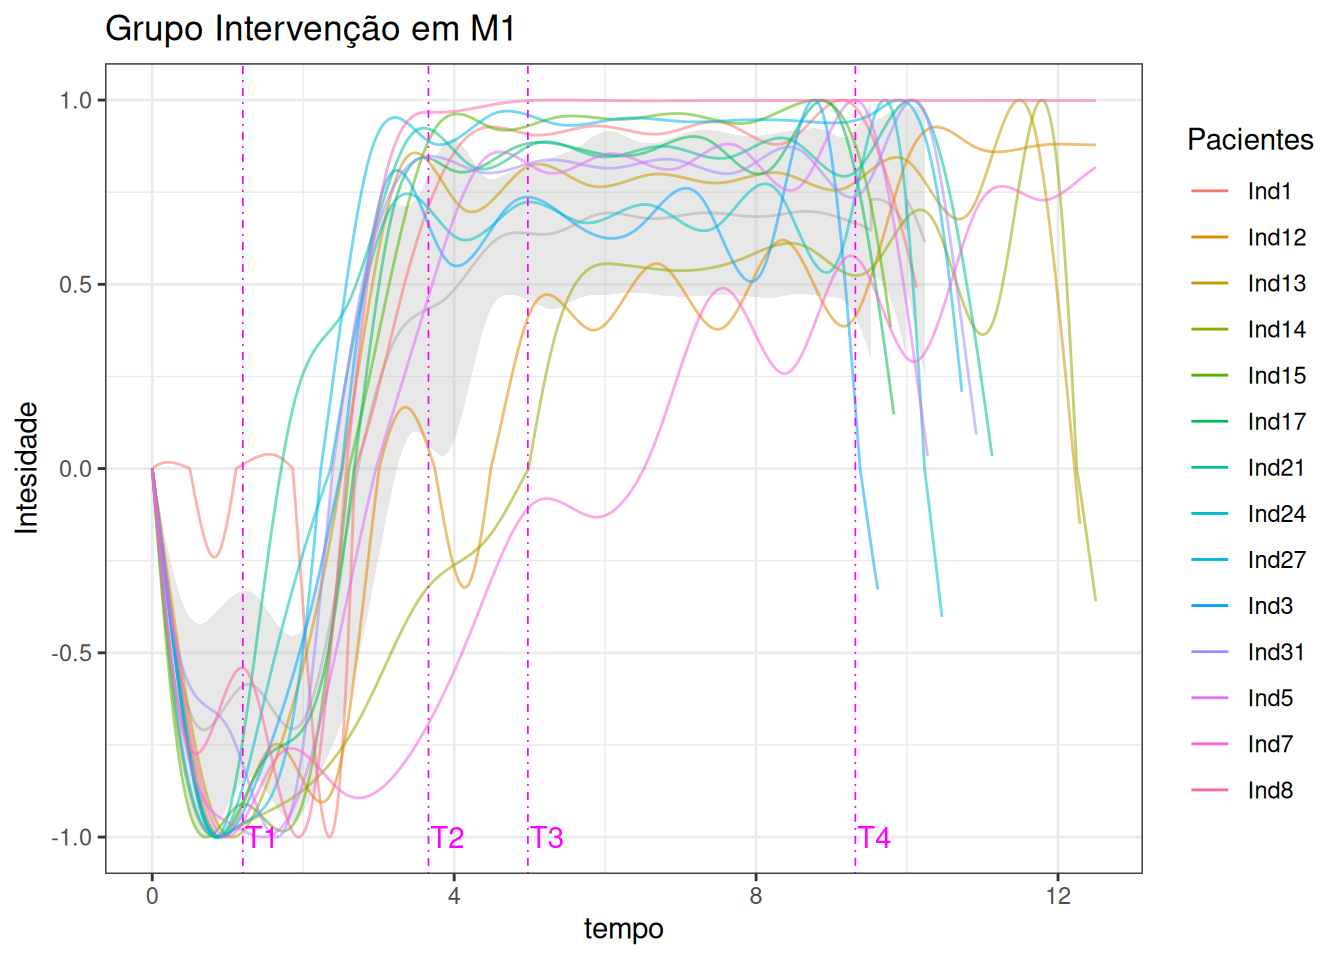 Grupo Intervenção em M1
Intesidade
1.0
0.5
0.0
-0.5
-1.0
T1
T2
T3
T4
0
4
8
12
tempo
Pacientes
Ind1
Ind12
Ind13
Ind14
Ind15
Ind17
Ind21
Ind24
Ind27
Ind3
Ind31
Ind5
Ind7
Ind8